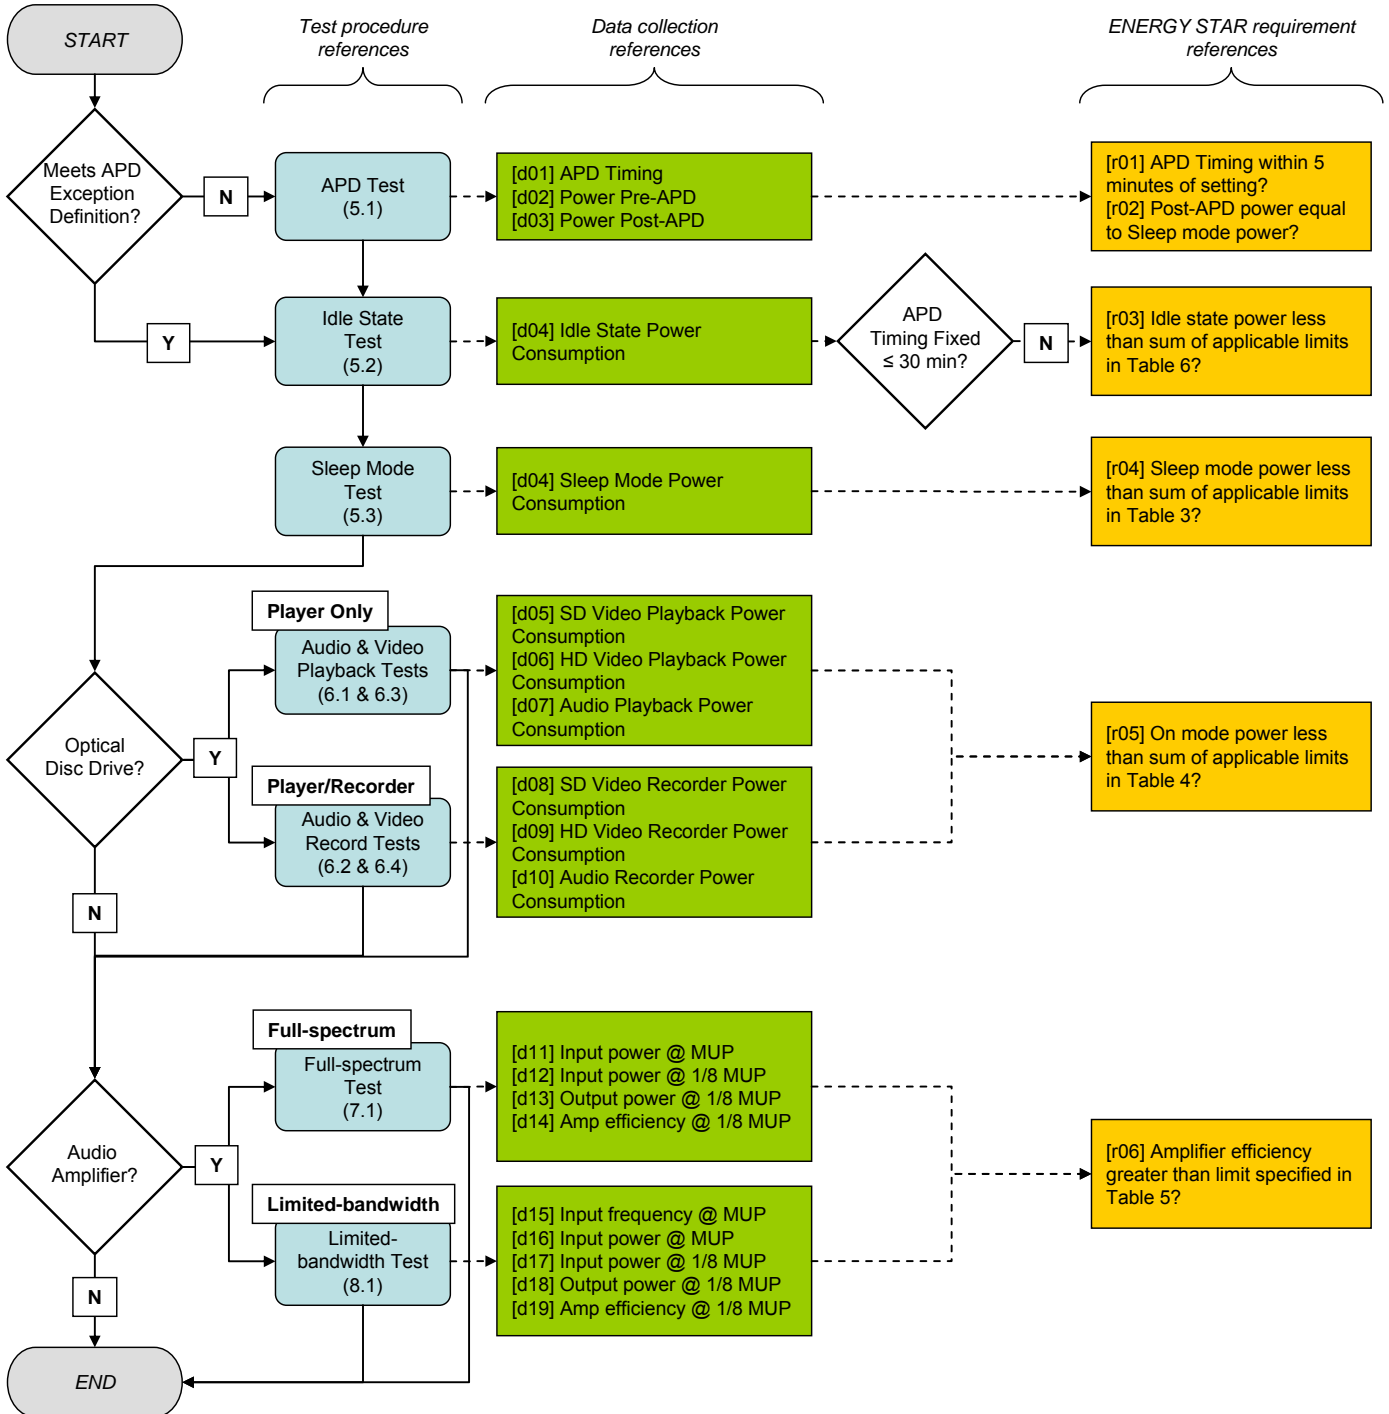 START
Test procedure
references
Data collection
references
ENERGY STAR requirement
references
Meets APD
Exception
Definition?
N
APD Test
(5.1)
[d01] APD Timing
[d02] Power Pre-APD
[d03] Power Post-APD
[r01] APD Timing within 5
minutes of setting?
[r02] Post-APD power equal
to Sleep mode power?
Y
Idle State
Test
(5.2)
[d04] Idle State Power
Consumption
APD
Timing Fixed
≤ 30 min?
N
[r03] Idle state power less
than sum of applicable limits
in Table 6?
Sleep Mode
Test
(5.3)
[d04] Sleep Mode Power
Consumption
[r04] Sleep mode power less
than sum of applicable limits
in Table 3?
Optical
Disc Drive?
Y
Player Only
Audio & Video
Playback Tests
(6.1 & 6.3)
[d05] SD Video Playback Power
Consumption
[d06] HD Video Playback Power
Consumption
[d07] Audio Playback Power
Consumption
Player/Recorder
Audio & Video
Record Tests
(6.2 & 6.4)
[d08] SD Video Recorder Power
Consumption
[d09] HD Video Recorder Power
Consumption
[d10] Audio Recorder Power
Consumption
[r05] On mode power less
than sum of applicable limits
in Table 4?
N
Audio
Amplifier?
Y
Full-spectrum
Full-spectrum
Test
(7.1)
[d11] Input power @ MUP
[d12] Input power @ 1/8 MUP
[d13] Output power @ 1/8 MUP
[d14] Amp efficiency @ 1/8 MUP
Limited-bandwidth
Limited-
bandwidth Test
(8.1)
[d15] Input frequency @ MUP
[d16] Input power @ MUP
[d17] Input power @ 1/8 MUP
[d18] Output power @ 1/8 MUP
[d19] Amp efficiency @ 1/8 MUP
[r06] Amplifier efficiency
greater than limit specified in
Table 5?
N
END